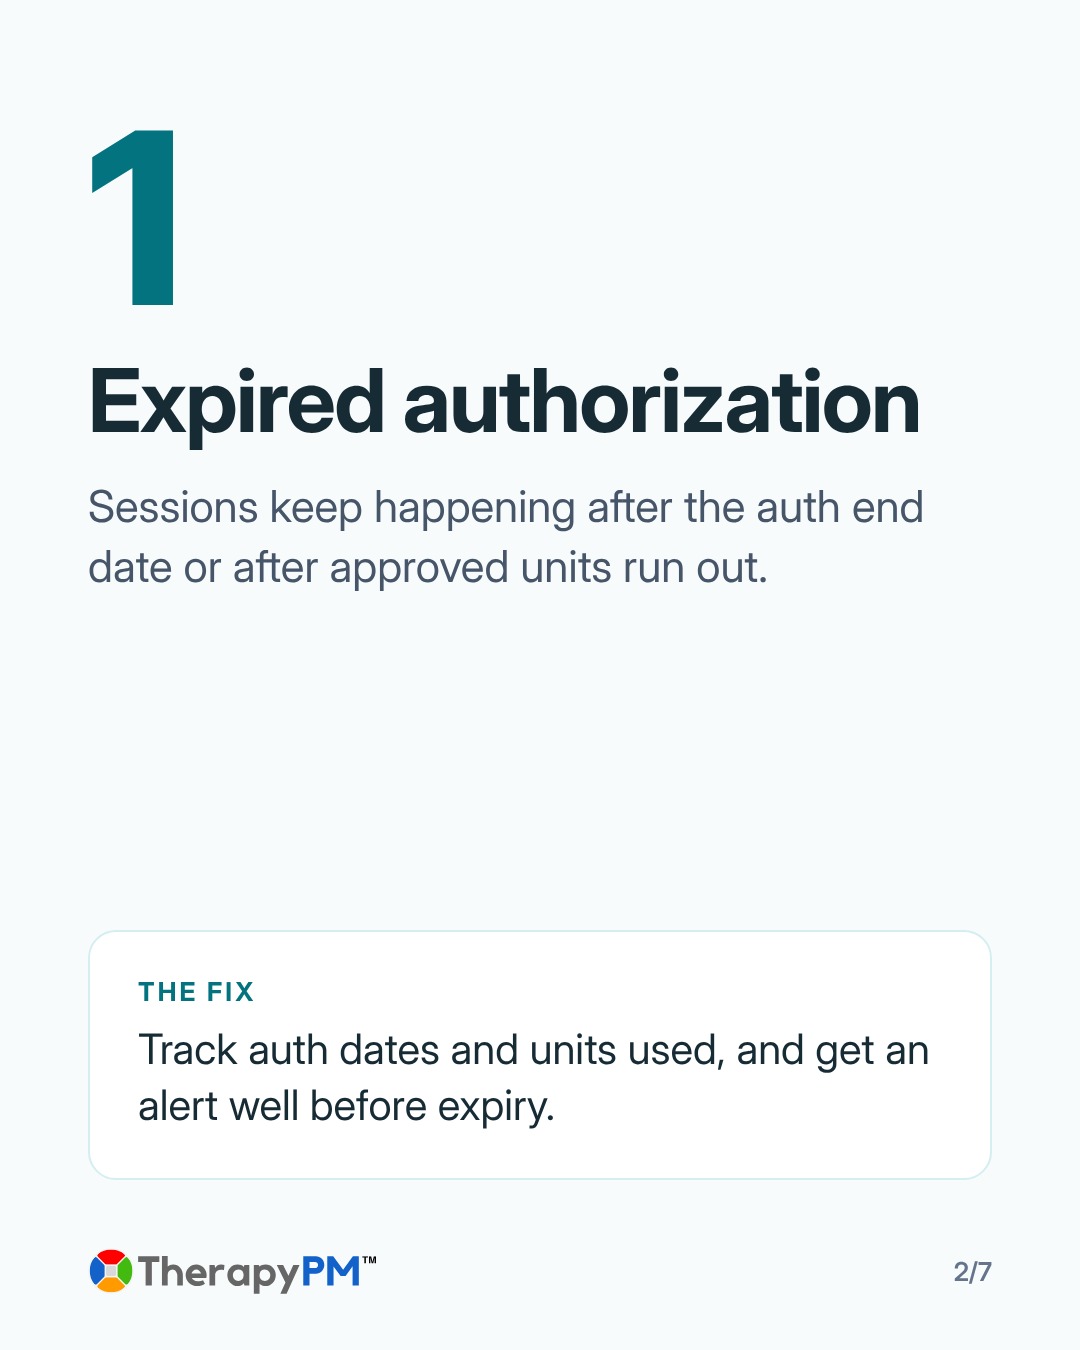 1
Expired authorization
Sessions keep happening after the auth end
date or after approved units run out.
THE FIX
Track auth dates and units used, and get an
alert well before expiry.
TherapyPM™
2/7